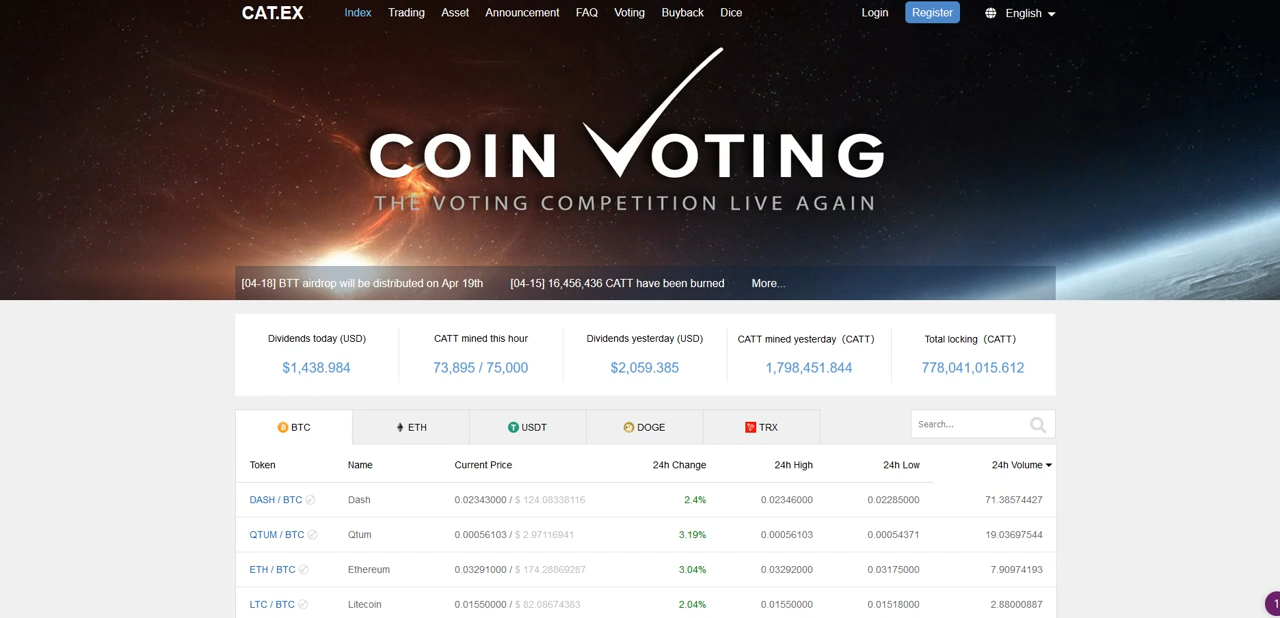 CAT.EX Index Trading Asset Announcement FAQ Voting Buyback Dice Login Register English
COIN VOTING
THE VOTING COMPETITION LIVE AGAIN
[04-18] BTT airdrop will be distributed on Apr 19th [04-15] 16,456,436 CATT have been burned More...
Dividends today (USD) CATT mined this hour Dividends yesterday (USD) CATT mined yesterday (CATT) Total locking (CATT)
$1,438.984 73,895 / 75,000 $2,059.385 1,798,451.844 778,041,015.612
BTC ETH USDT DOGE TRX Search...
Token Name Current Price 24h Change 24h High 24h Low 24h Volume
DASH / BTC Dash 0.02343000 / $ 124.08338116 2.4% 0.02346000 0.02285000 71.38574427
QTUM / BTC Qtum 0.00056103 / $ 2.97116941 3.19% 0.00056103 0.00054371 19.03697544
ETH / BTC Ethereum 0.03291000 / $ 174.28869287 3.04% 0.03292000 0.03175000 7.90974193
LTC / BTC Litecoin 0.01550000 / $ 82.08674383 2.04% 0.01550000 0.01518000 2.88000887
1